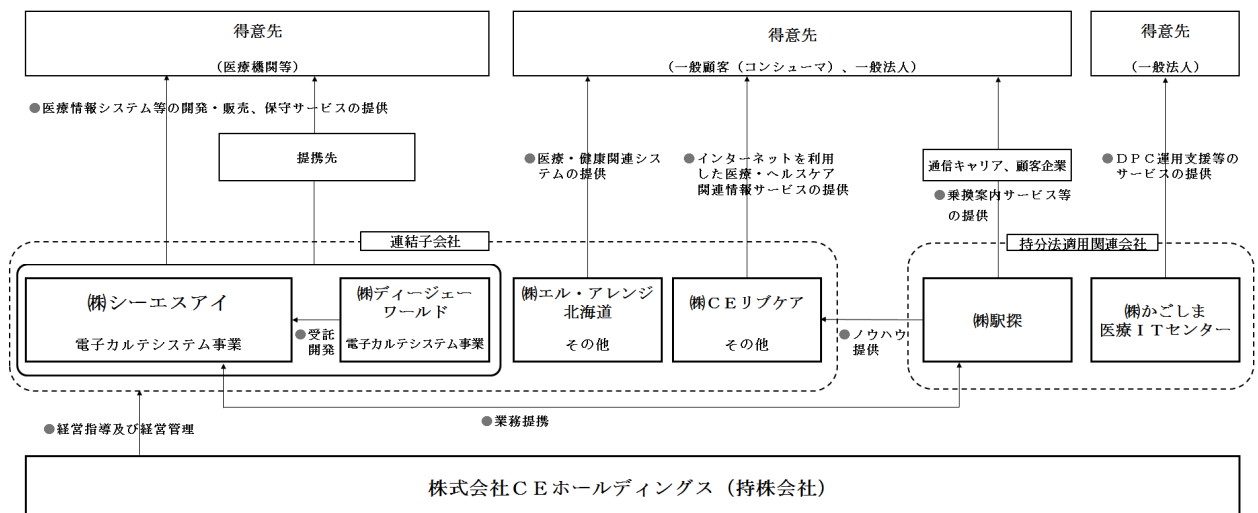 得意先
(医療機関等)
得意先
(一般顧客(コンシューマ)、一般法人)
得意先
(一般法人)
●医療情報システム等の開発・販売、保守サービスの提供
提携先
●医療・健康関連シス
テムの提供
●インターネットを利用
した医療・ヘルスケア
関連情報サービスの提供
通信キャリア、顧客企業
●乗換案内サービス等
の提供
●DPC運用支援等の
サービスの提供
連結子会社
持分法適用関連会社
㈱シーエスアイ
電子カルテシステム事業
●受託
開発
㈱ディージェー
ワールド
電子カルテシステム事業
㈱エル・アレンジ
北海道
その他
㈱CEリブケア
その他
●ノウハウ
提供
㈱駅探
㈱かごしま
医療ITセンター
●業務提携
●経営指導及び経営管理
株式会社CEホールディングス(持株会社)